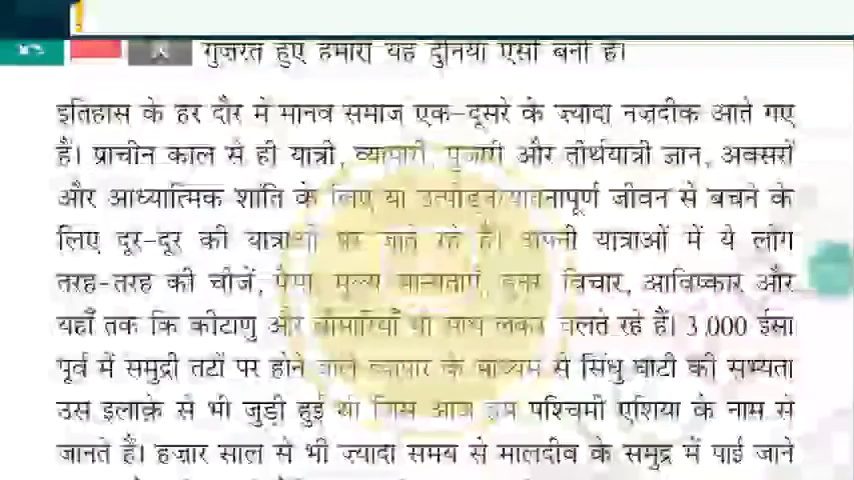 गुज़रते हुए हमारी यह दुनिया ऐसी बनी है।
इतिहास के हर दौर में मानव समाज एक-दूसरे के ज़्यादा नज़दीक आते गए
हैं। प्राचीन काल से ही यात्री, व्यापारी, पुजारी और तीर्थयात्री ज्ञान, अवसरों
और आध्यात्मिक शांति के लिए या उत्पीड़न/यातनापूर्ण जीवन से बचने के
लिए दूर-दूर की यात्राओं पर जाते रहे हैं। अपनी यात्राओं में ये लोग
तरह-तरह की चीजें, पैसा, मूल्य-मान्यताएँ, हुनर, विचार, आविष्कार और
यहाँ तक कि कीटाणु और बीमारियाँ भी साथ लेकर चलते रहे हैं। 3,000 ईसा
पूर्व में समुद्री तटों पर होने वाले व्यापार के माध्यम से सिंधु घाटी की सभ्यता
उस इलाक़े से भी जुड़ी हुई थी जिसे आज हम पश्चिमी एशिया के नाम से
जानते हैं। हज़ार साल से भी ज़्यादा समय से मालदीव के समुद्र में पाई जाने